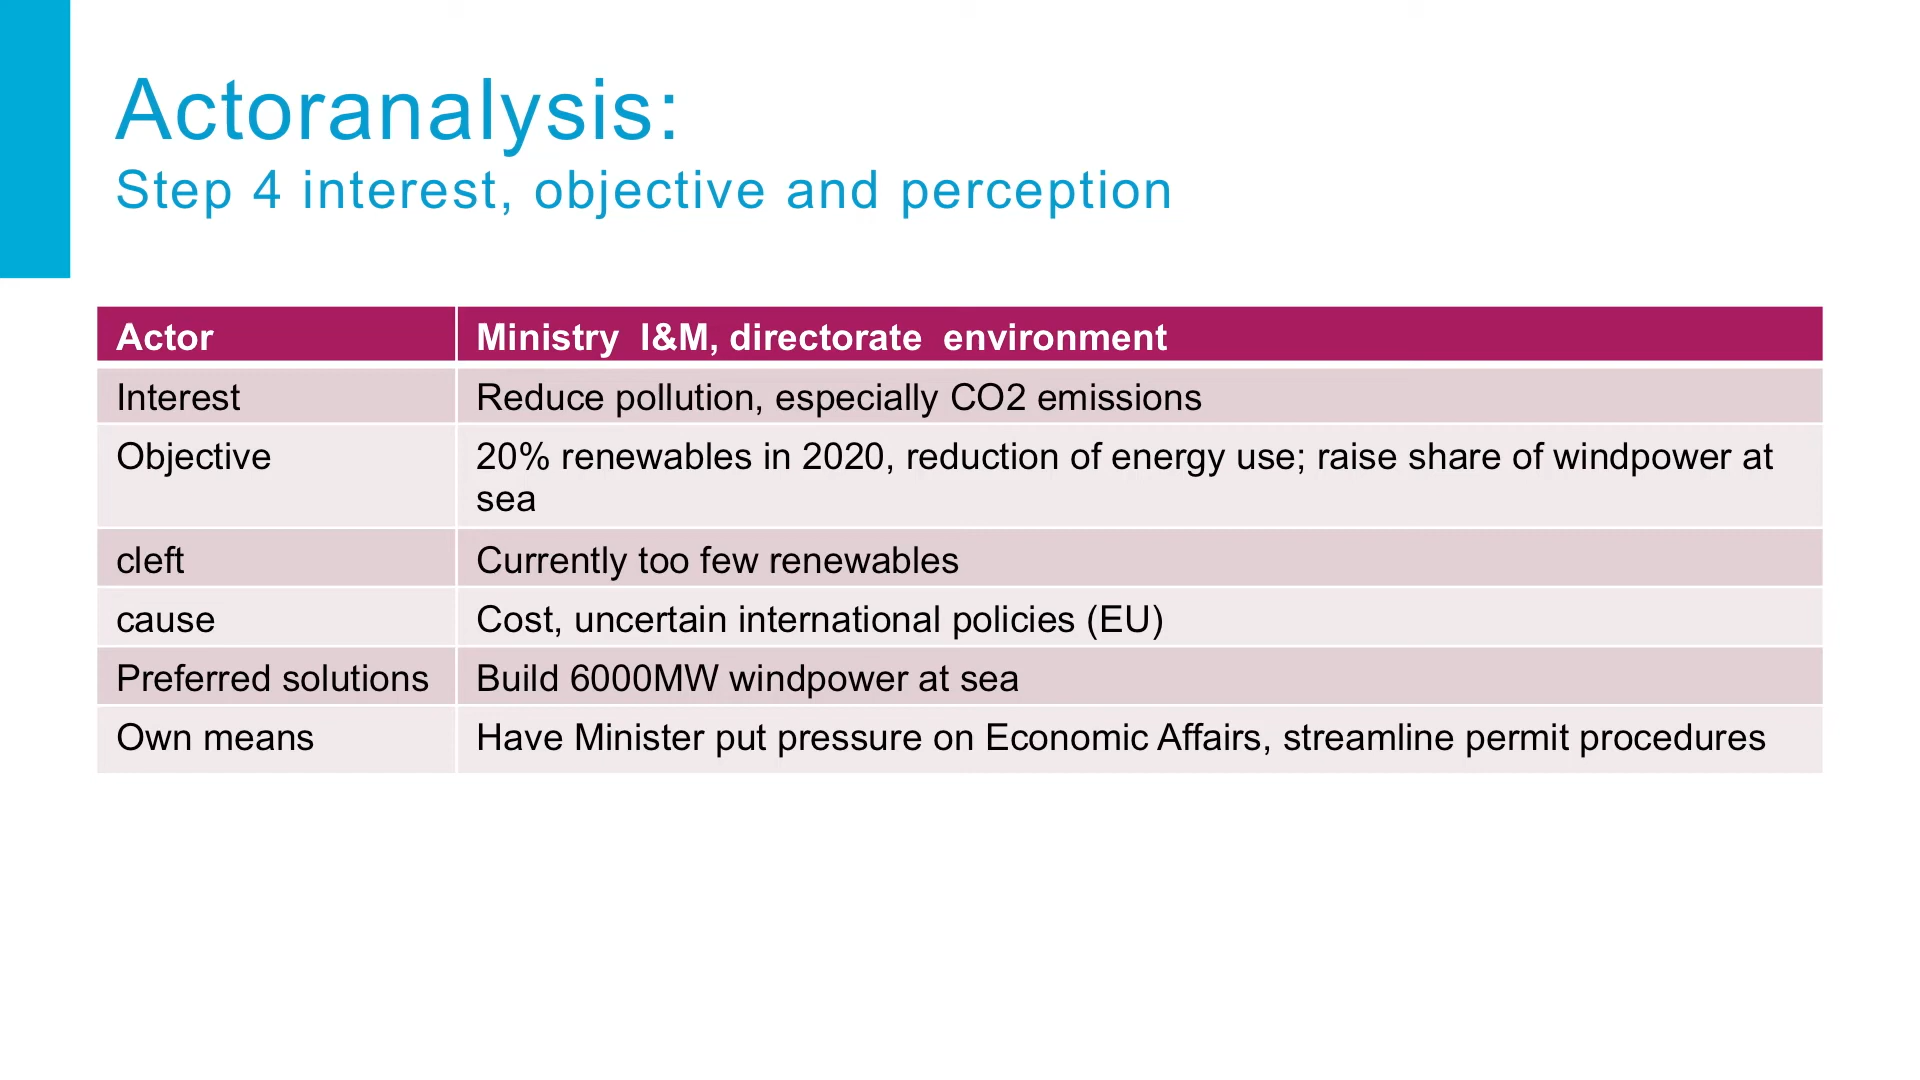 Actoranalysis:
Step 4 interest, objective and perception
Actor
Ministry I&M, directorate environment
Interest
Reduce pollution, especially CO2 emissions
Objective
20% renewables in 2020, reduction of energy use; raise share of windpower at
sea
cleft
Currently too few renewables
cause
Cost, uncertain international policies (EU)
Preferred solutions
Build 6000MW windpower at sea
Own means
Have Minister put pressure on Economic Affairs, streamline permit procedures